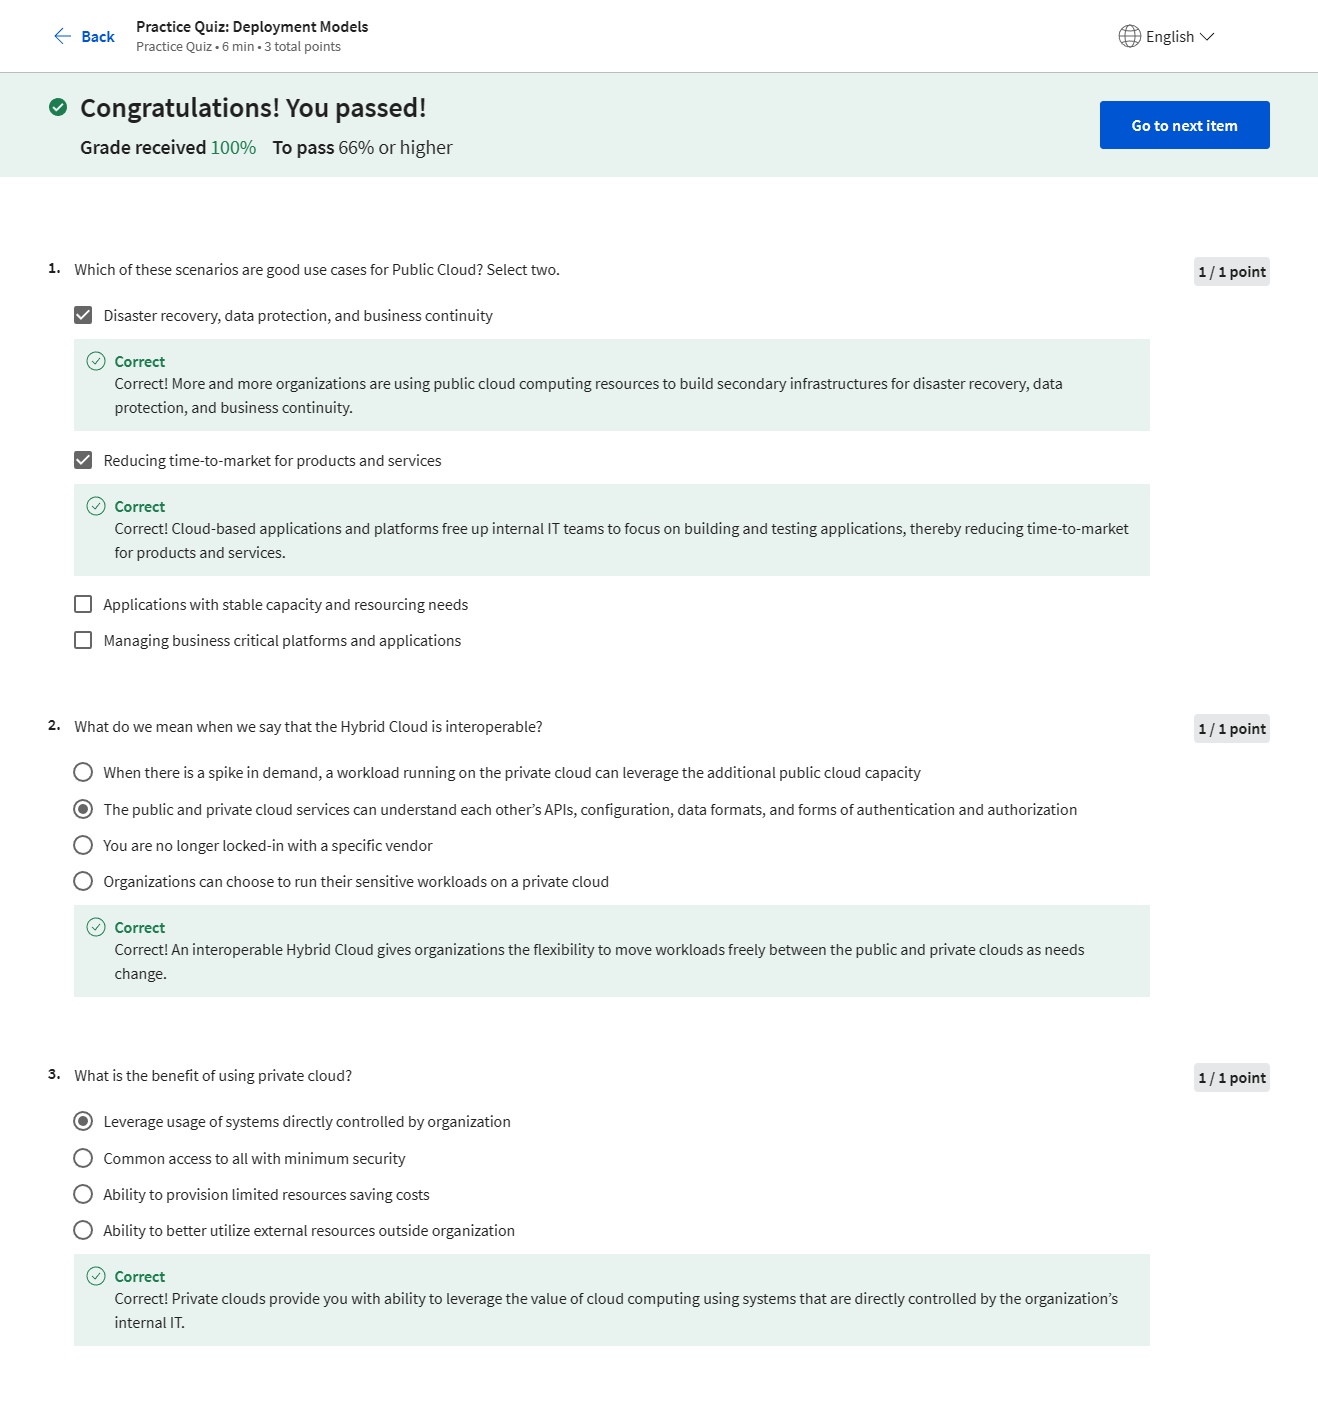 Back
Practice Quiz: Deployment Models
Practice Quiz • 6 min • 3 total points
English
Congratulations! You passed!
Grade received 100% To pass 66% or higher
Go to next item
1. Which of these scenarios are good use cases for Public Cloud? Select two.
1 / 1 point
Disaster recovery, data protection, and business continuity
Correct
Correct! More and more organizations are using public cloud computing resources to build secondary infrastructures for disaster recovery, data
protection, and business continuity.
Reducing time-to-market for products and services
Correct
Correct! Cloud-based applications and platforms free up internal IT teams to focus on building and testing applications, thereby reducing time-to-market
for products and services.
Applications with stable capacity and resourcing needs
Managing business critical platforms and applications
2. What do we mean when we say that the Hybrid Cloud is interoperable?
1 / 1 point
When there is a spike in demand, a workload running on the private cloud can leverage the additional public cloud capacity
The public and private cloud services can understand each other’s APIs, configuration, data formats, and forms of authentication and authorization
You are no longer locked-in with a specific vendor
Organizations can choose to run their sensitive workloads on a private cloud
Correct
Correct! An interoperable Hybrid Cloud gives organizations the flexibility to move workloads freely between the public and private clouds as needs
change.
3. What is the benefit of using private cloud?
1 / 1 point
Leverage usage of systems directly controlled by organization
Common access to all with minimum security
Ability to provision limited resources saving costs
Ability to better utilize external resources outside organization
Correct
Correct! Private clouds provide you with ability to leverage the value of cloud computing using systems that are directly controlled by the organization’s
internal IT.